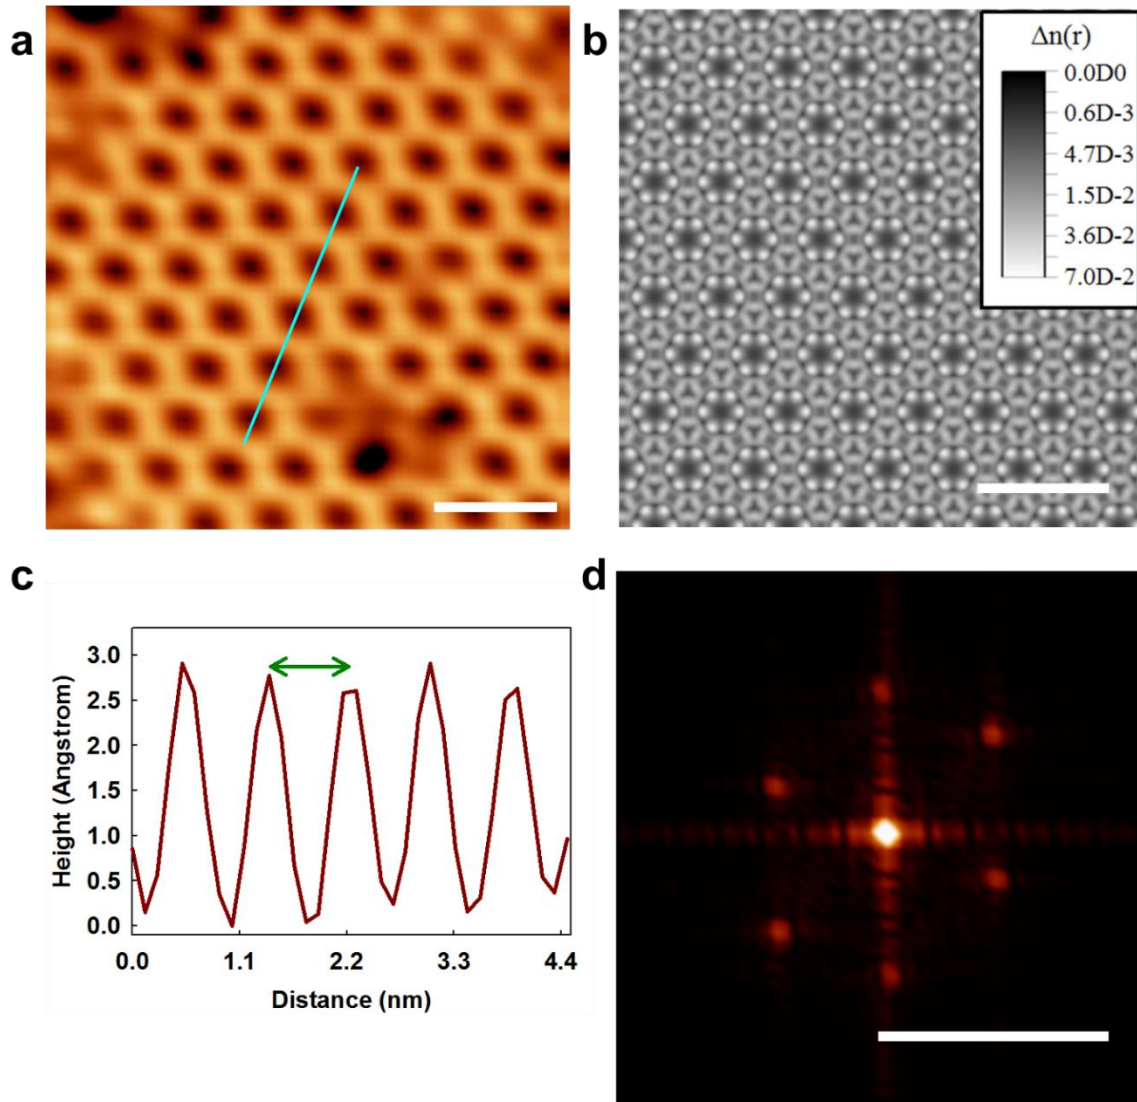 a
b
Δn(r)
0.0D0
0.6D-3
4.7D-3
1.5D-2
3.6D-2
7.0D-2
c
Height (Angstrom)
3.0
2.5
2.0
1.5
1.0
0.5
0.0
0.0 1.1 2.2 3.3 4.4
Distance (nm)
d